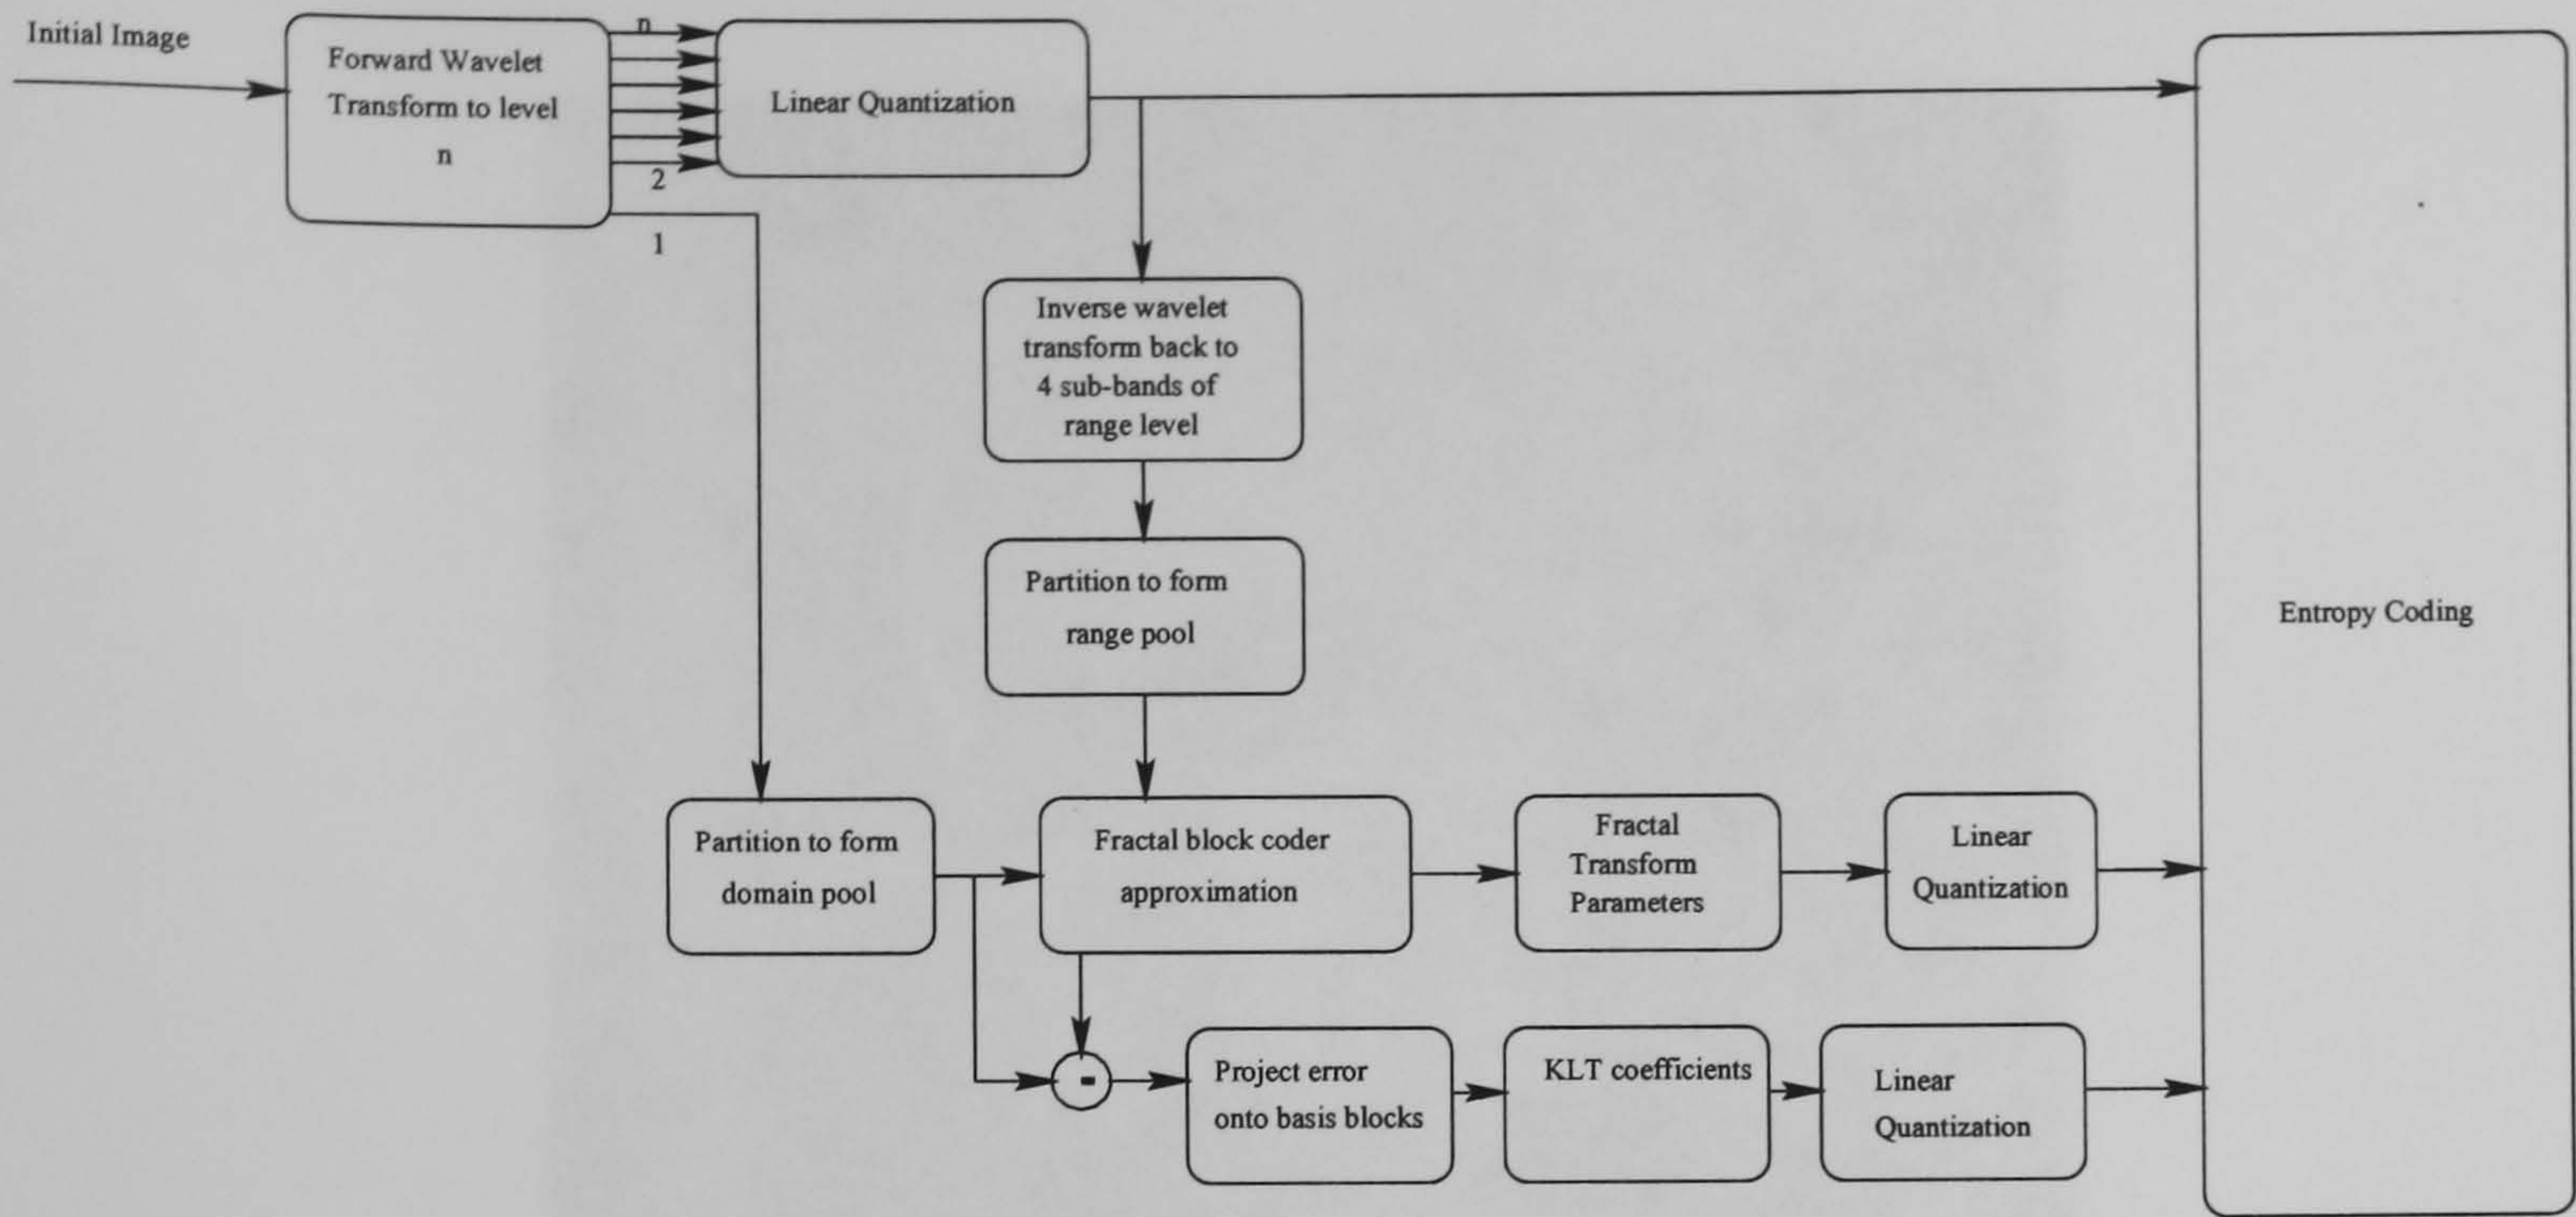 Initial Image
Forward Wavelet
Transform to level
n
n
2
1
Linear Quantization
Inverse wavelet
transform back to
4 sub-bands of
range level
Partition to form
range pool
Partition to form
domain pool
Fractal block coder
approximation
Fractal
Transform
Parameters
Linear
Quantization
-
Project error
onto basis blocks
KLT coefficients
Linear
Quantization
Entropy Coding